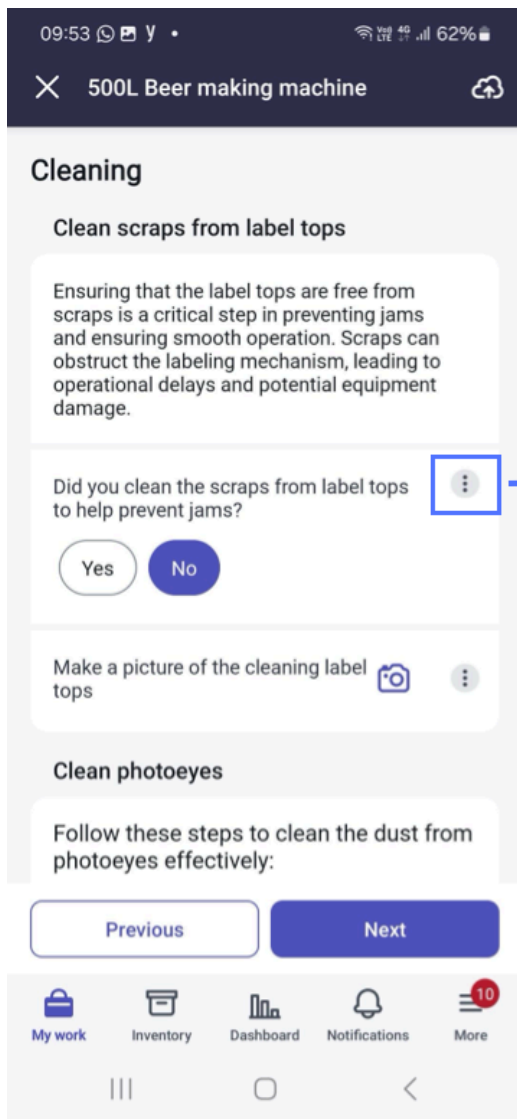 09:53 y •
VoD LTE 4G 62%
500L Beer making machine
Cleaning
Clean scraps from label tops
Ensuring that the label tops are free from
scraps is a critical step in preventing jams
and ensuring smooth operation. Scraps can
obstruct the labeling mechanism, leading to
operational delays and potential equipment
damage.
Did you clean the scraps from label tops
to help prevent jams?
Yes No
Make a picture of the cleaning label
tops
Clean photoeyes
Follow these steps to clean the dust from
photoeyes effectively:
Previous Next
10
My work Inventory Dashboard Notifications More